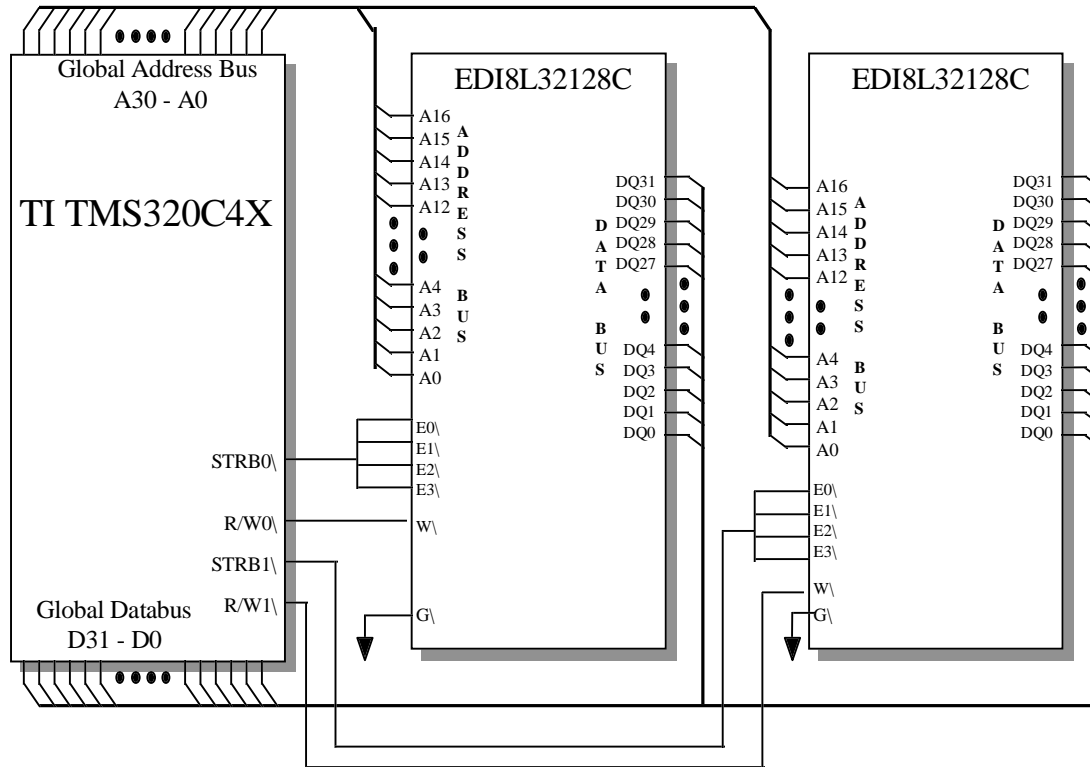 Global Address Bus
A30 - A0
TI TMS320C4X
STRB0\
R/W0\
STRB1\
R/W1\
Global Databus
D31 - D0
EDI8L32128C
A16
A15
A14
A13
A12
A4
A3
A2
A1
A0
ADDRESS BUS
E0\
E1\
E2\
E3\
W\
G\
DATA BUS
DQ31
DQ30
DQ29
DQ28
DQ27
DQ4
DQ3
DQ2
DQ1
DQ0
EDI8L32128C
A16
A15
A14
A13
A12
A4
A3
A2
A1
A0
ADDRESS BUS
E0\
E1\
E2\
E3\
W\
G\
DATA BUS
DQ31
DQ30
DQ29
DQ28
DQ27
DQ4
DQ3
DQ2
DQ1
DQ0